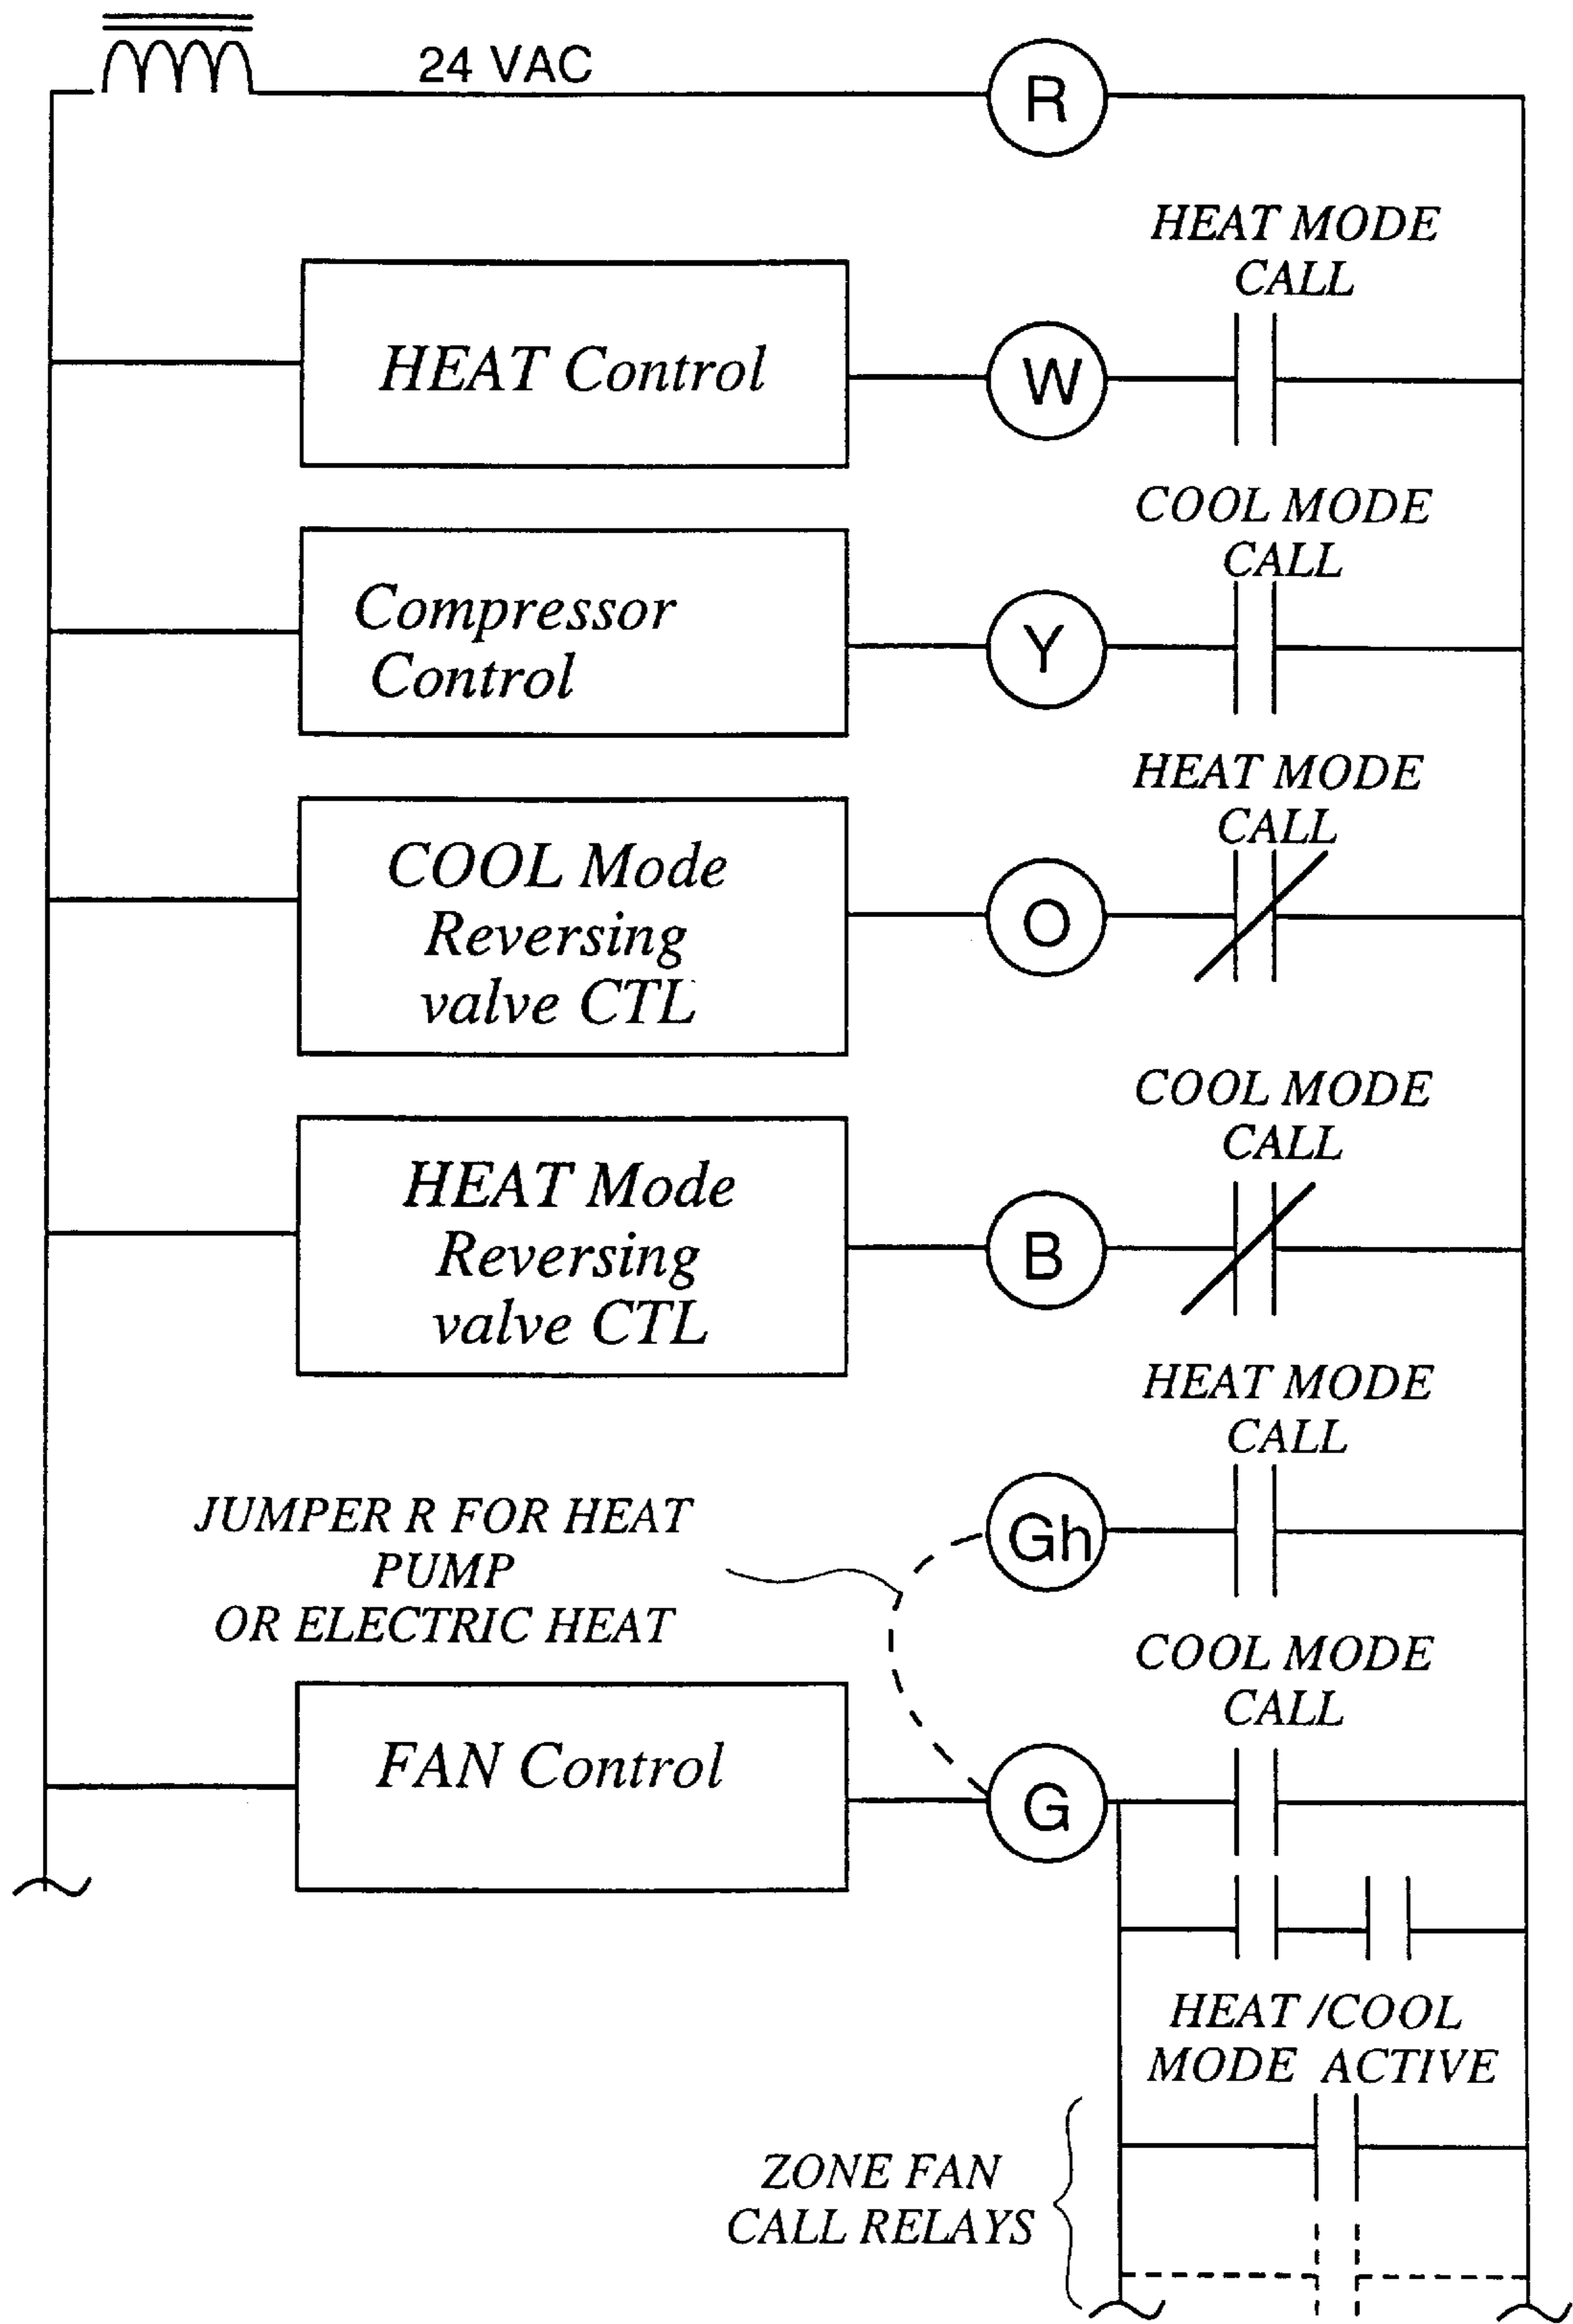 24 VAC
R
HEAT MODE
CALL
HEAT Control
W
COOL MODE
CALL
Compressor
Control
Y
HEAT MODE
CALL
COOL Mode
Reversing
valve CTL
O
COOL MODE
CALL
HEAT Mode
Reversing
valve CTL
B
HEAT MODE
CALL
JUMPER R FOR HEAT
PUMP
OR ELECTRIC HEAT
Gh
COOL MODE
CALL
FAN Control
G
HEAT /COOL
MODE ACTIVE
ZONE FAN
CALL RELAYS